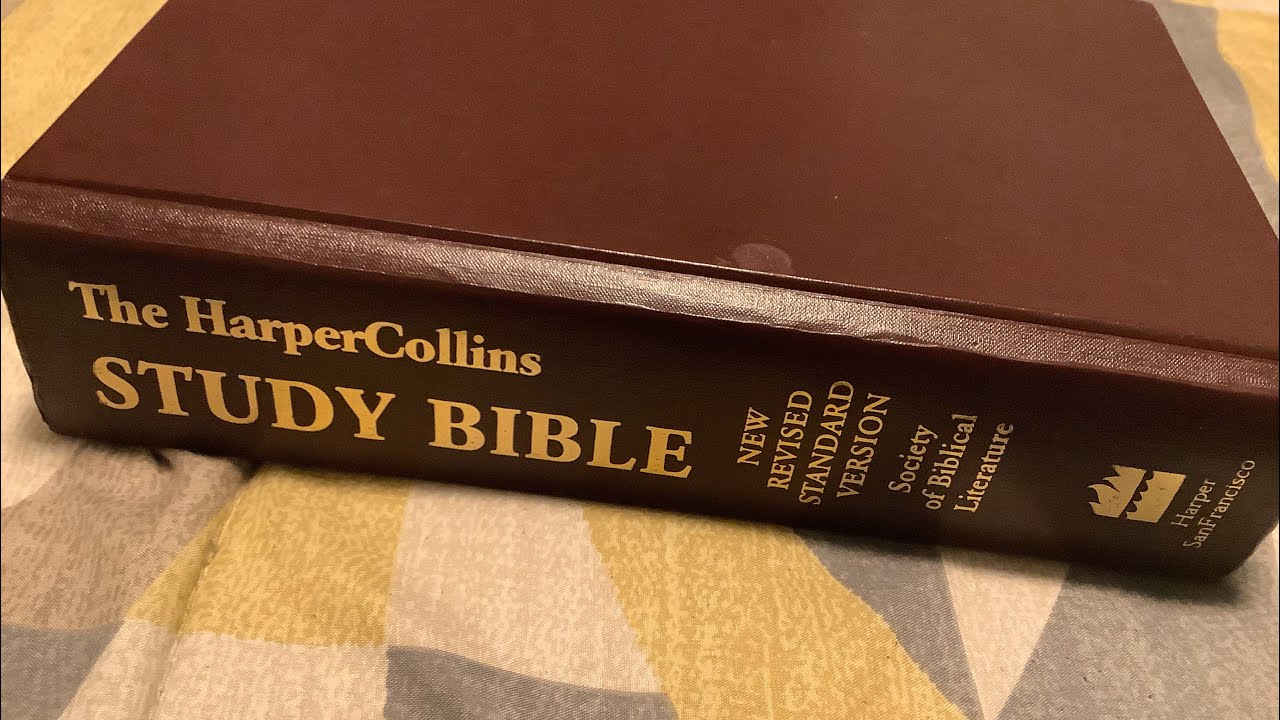 The HarperCollins
STUDY BIBLE
NEW
REVISED
STANDARD
VERSION
Society
of Biblical
Literature
Harper
SanFrancisco